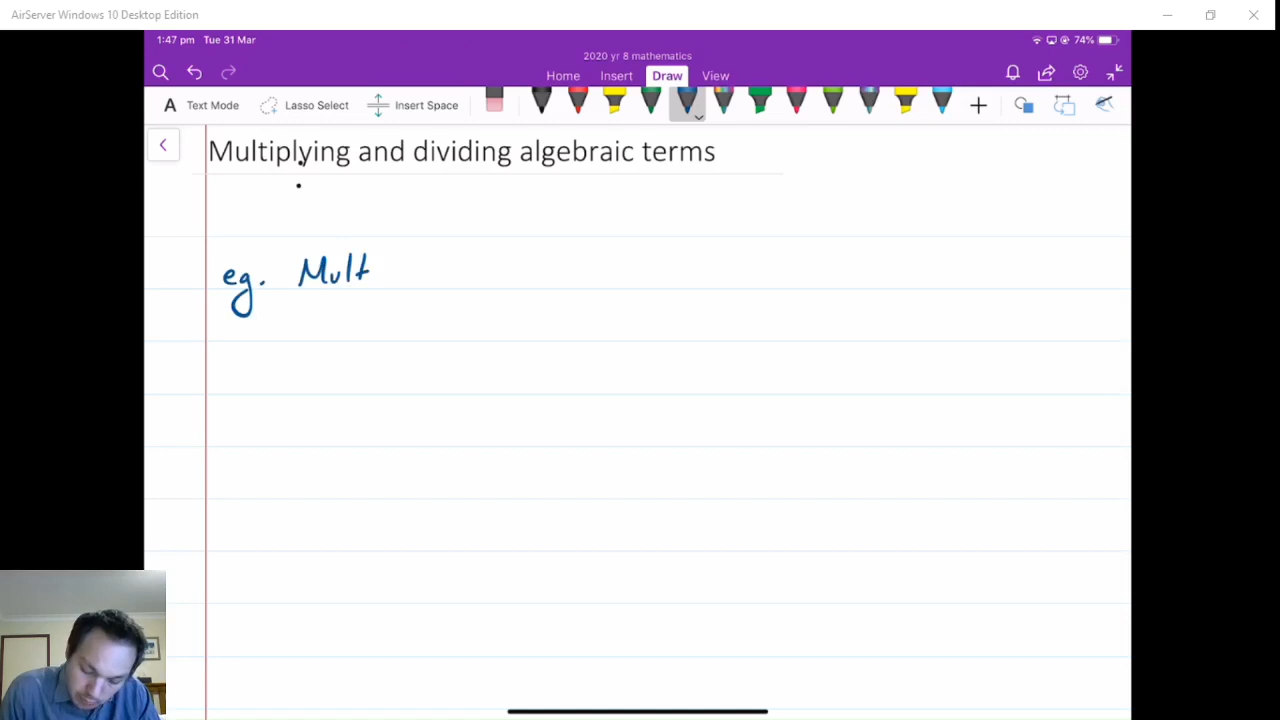 AirServer Windows 10 Desktop Edition
1:47 pm Tue 31 Mar
74%
2020 yr 8 mathematics
Home Insert Draw View
A Text Mode Lasso Select Insert Space
Multiplying and dividing algebraic terms
eg. Mult